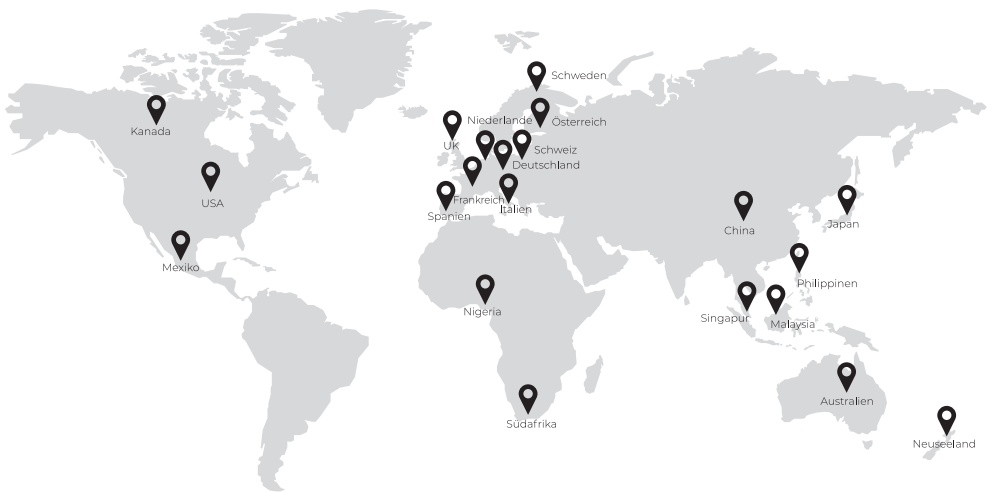 Schweden
Kanada
Niederlande
Österreich
UK
Schweiz
Deutschland
USA
Frankreich
Italien
Spanien
China
Japan
Mexiko
Philippinen
Nigeria
Singapur
Malaysia
Australien
Südafrika
Neuseeland